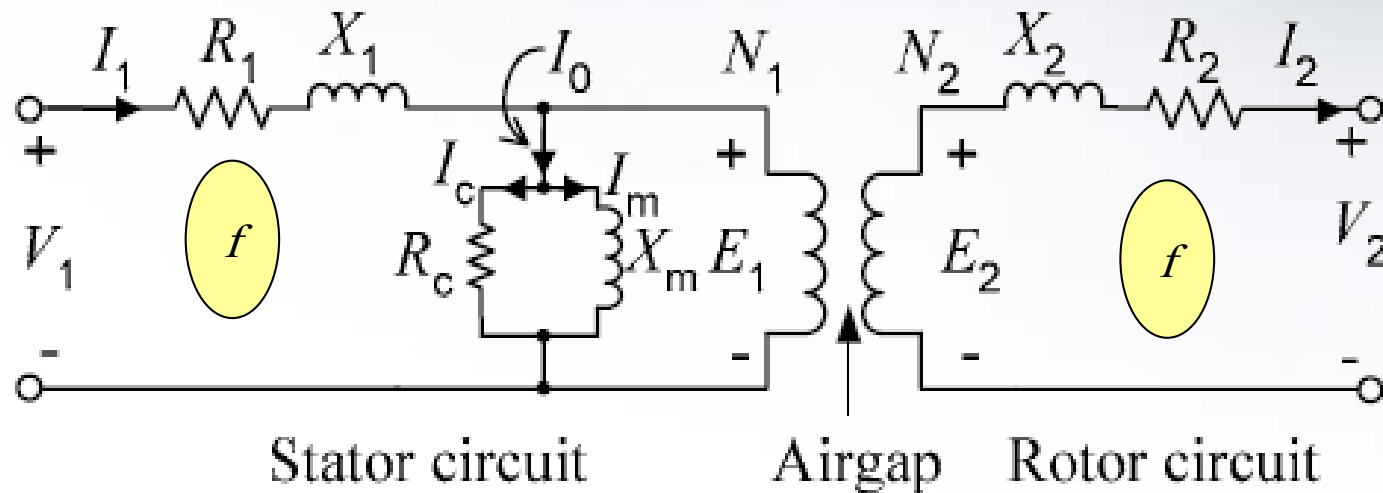 I1 R1 X1 I0 N1 N2 X2 R2 I2
+ + + +
Ic Im
V1 f Rc Xm E1 E2 f V2
- - - -
Stator circuit Airgap Rotor circuit